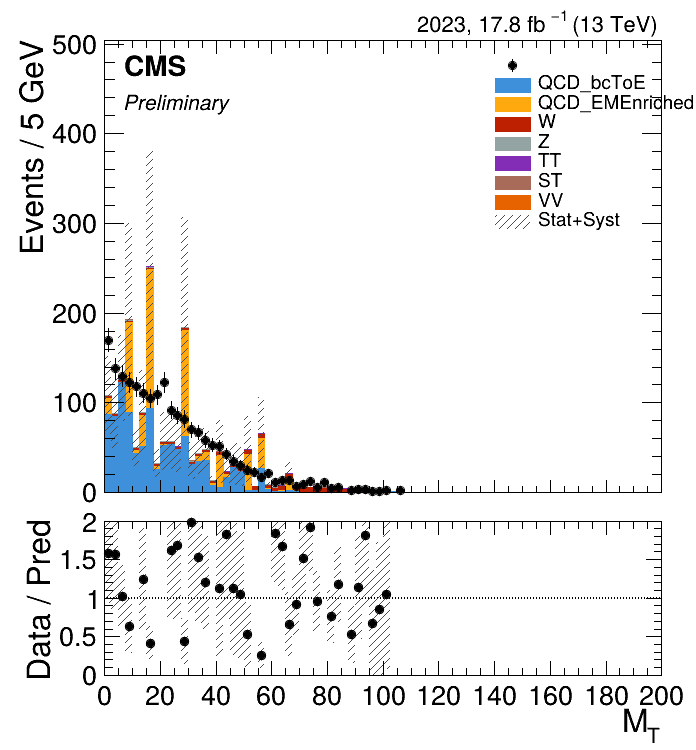 2023, 17.8 fb⁻¹ (13 TeV)
Events / 5 GeV
500
400
300
200
100
0
CMS
Preliminary
QCD_bcToE
QCD_EMEnriched
W
Z
TT
ST
VV
Stat+Syst
Data / Pred
2
1.5
1
0.5
0
0 20 40 60 80 100 120 140 160 180 200
M_T